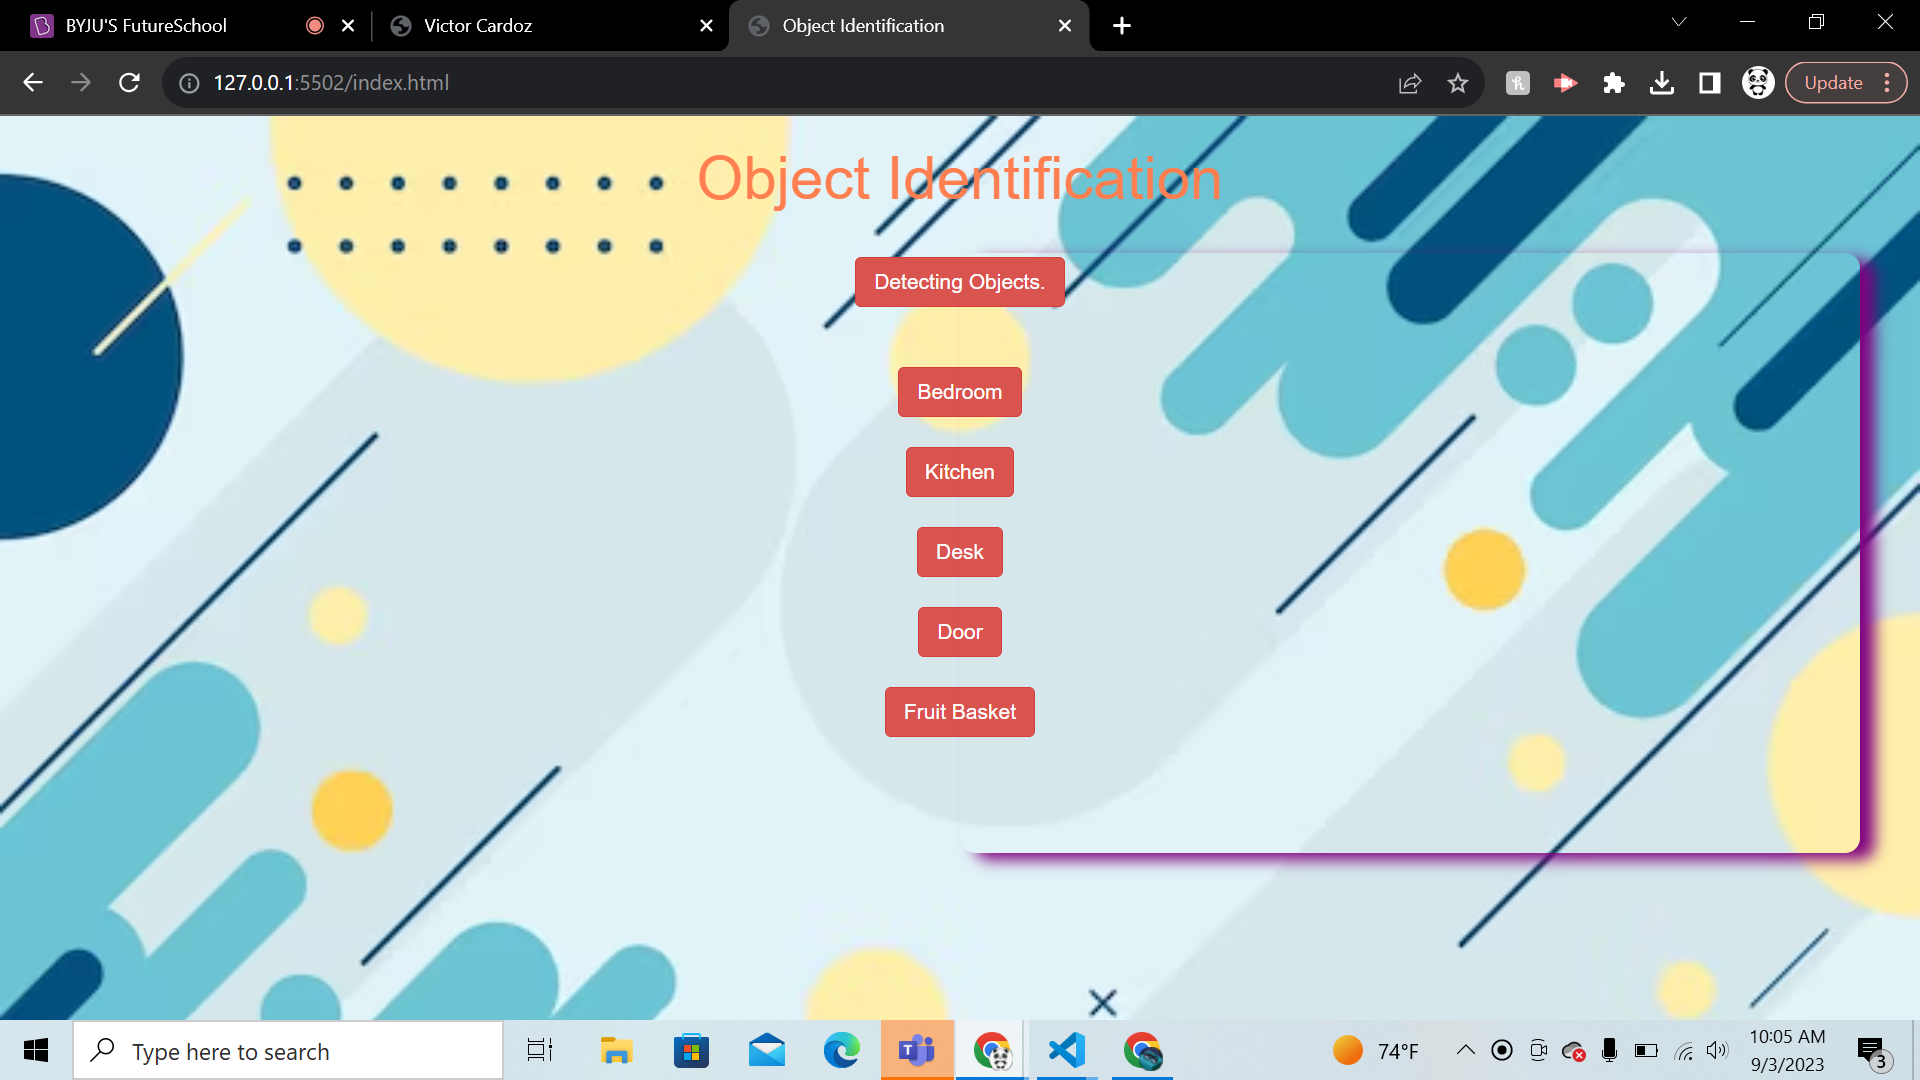 BYJU'S FutureSchool
Victor Cardoz
Object Identification
127.0.0.1:5502/index.html
Update
Object Identification
Detecting Objects.
Bedroom
Kitchen
Desk
Door
Fruit Basket
Type here to search
74°F
10:05 AM
9/3/2023
3